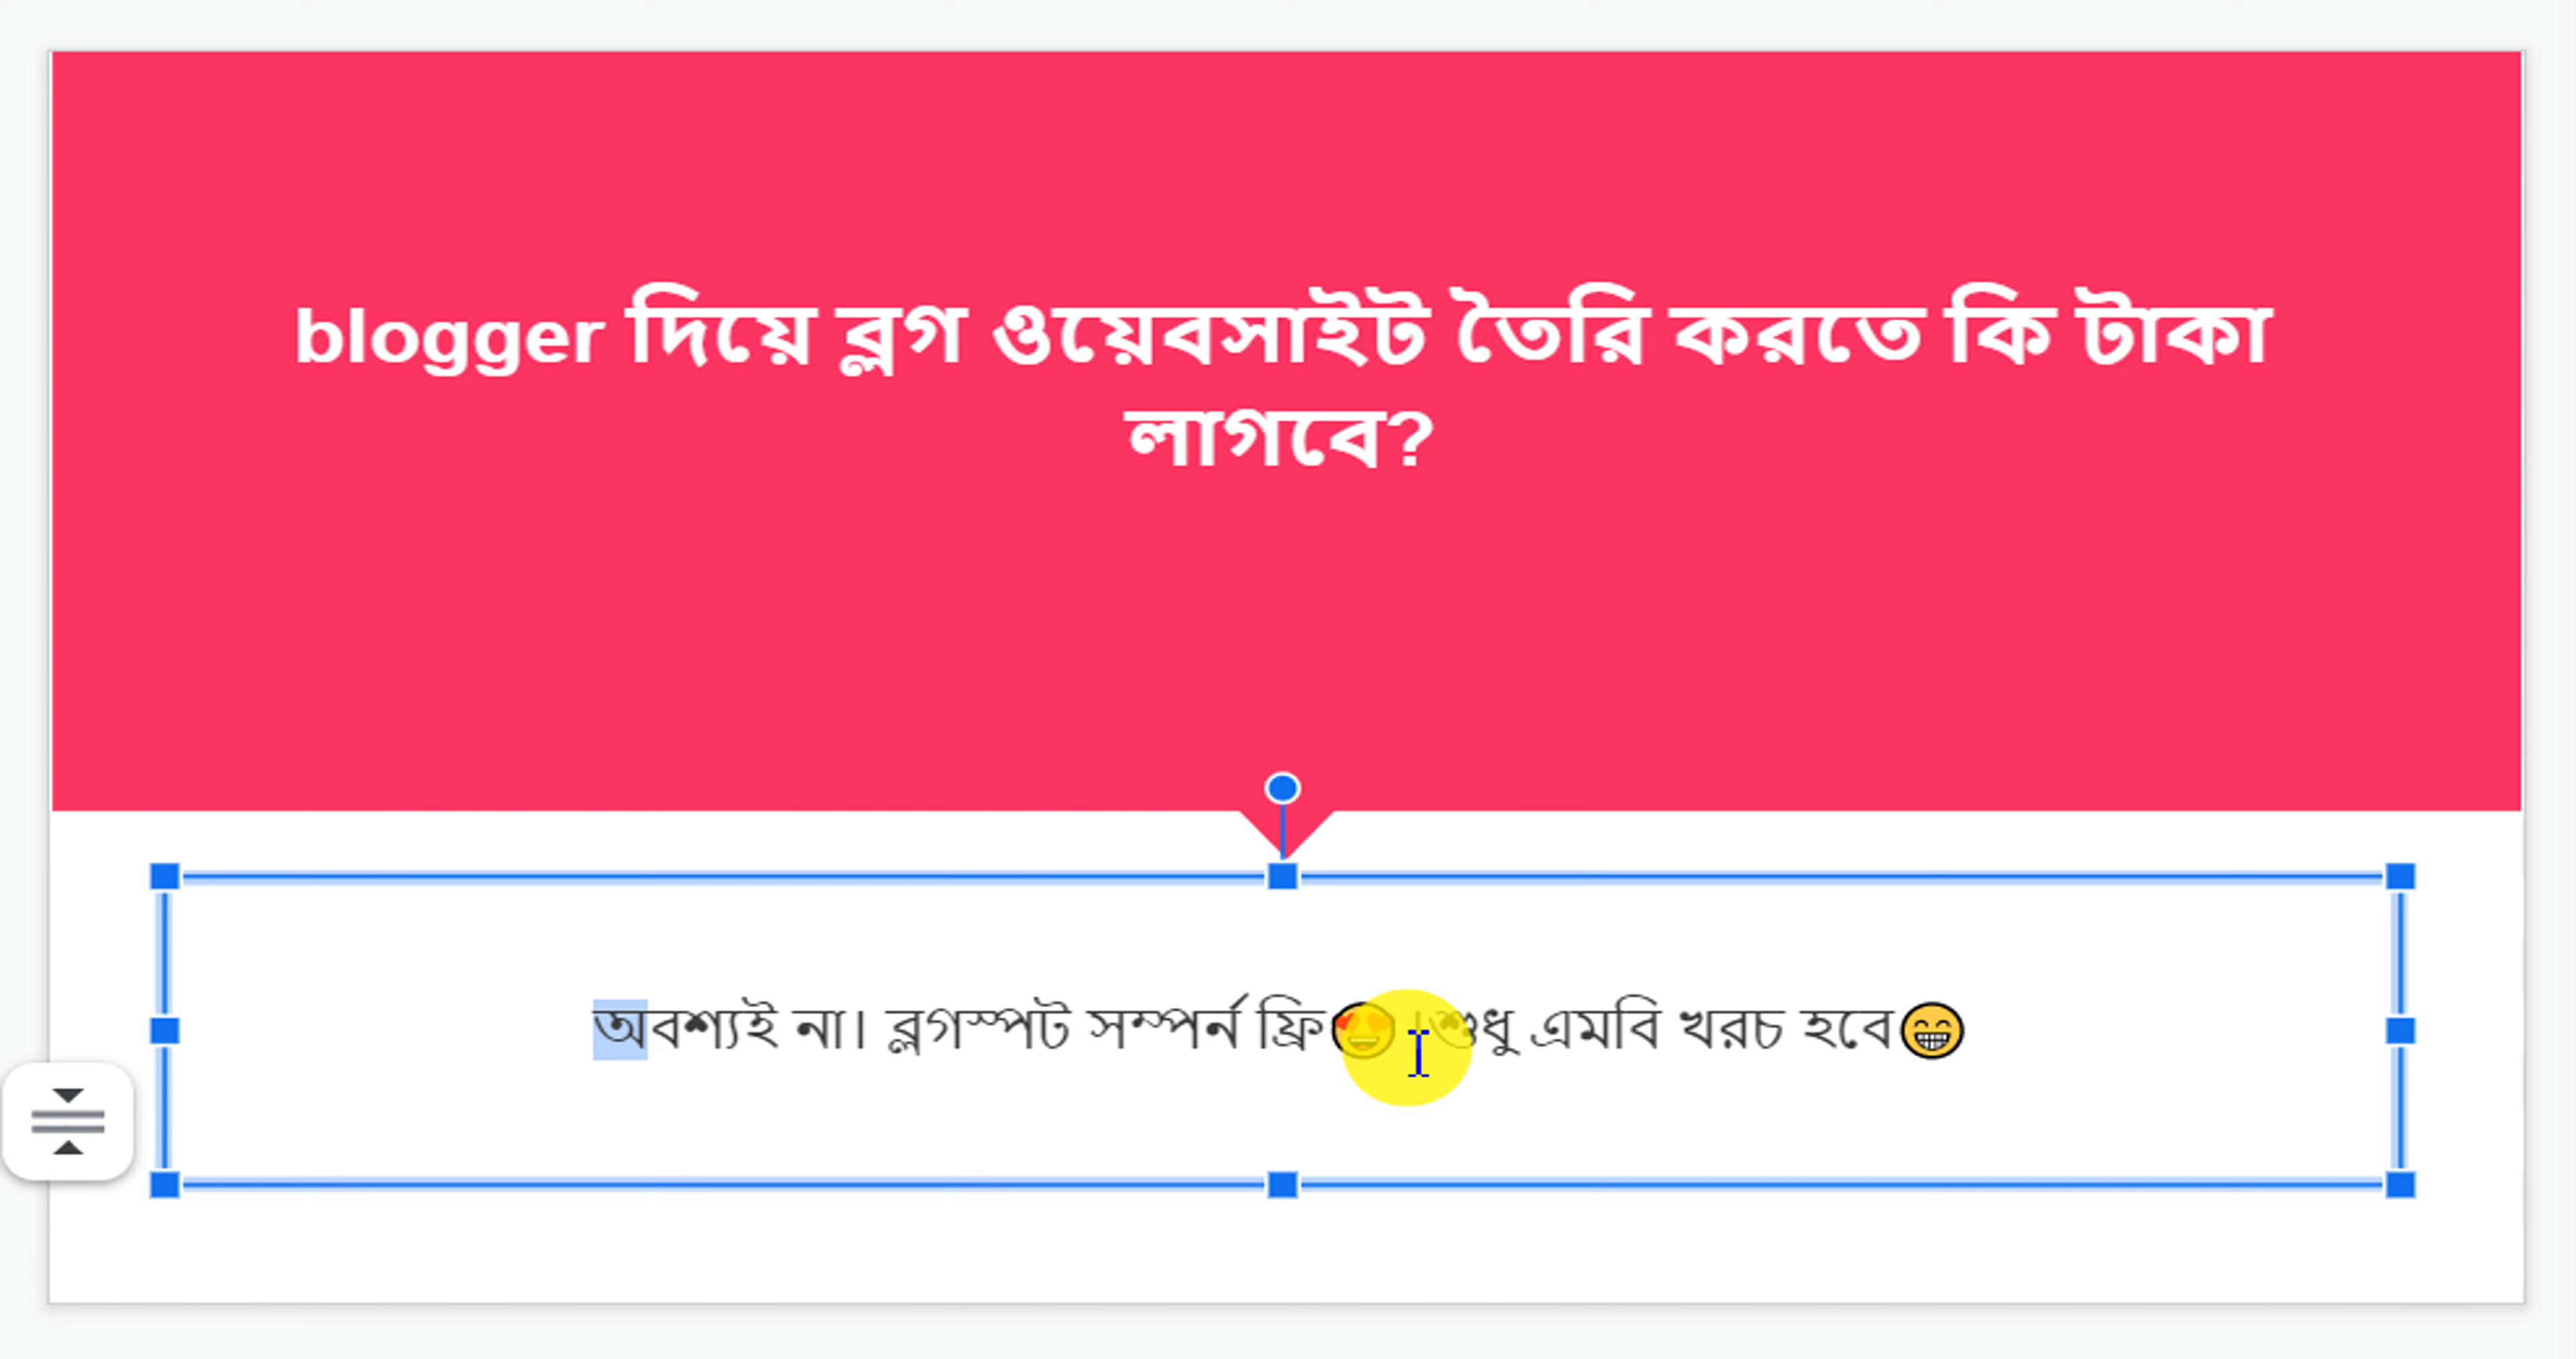 blogger দিয়ে ব্লগ ওয়েবসাইট তৈরি করতে কি টাকা
লাগবে?
অবশ্যই না। ব্লগস্পট সম্পর্ন ফ্রি😍 ।শুধু এমবি খরচ হবে😁